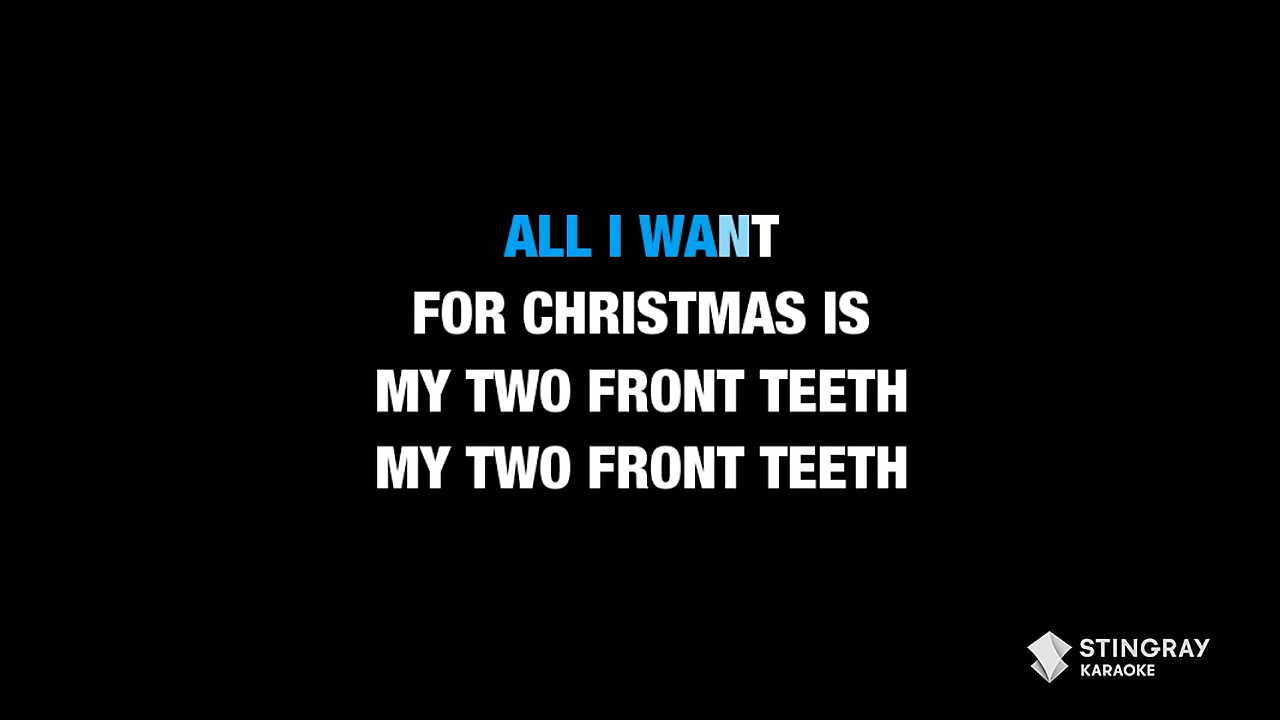 ALL I WANT
FOR CHRISTMAS IS
MY TWO FRONT TEETH
MY TWO FRONT TEETH
STINGRAY
KARAOKE